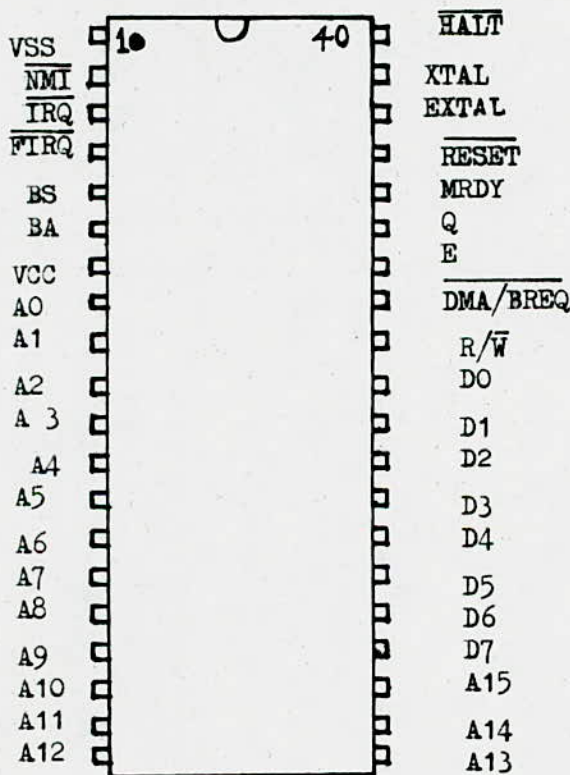 VSS
NMI
IRQ
FIRQ
BS
BA
VCC
A0
A1
A2
A 3
A4
A5
A6
A7
A8
A9
A10
A11
A12
1
40
HALT
XTAL
EXTAL
RESET
MRDY
Q
E
DMA/BREQ
R/W
D0
D1
D2
D3
D4
D5
D6
D7
A15
A14
A13